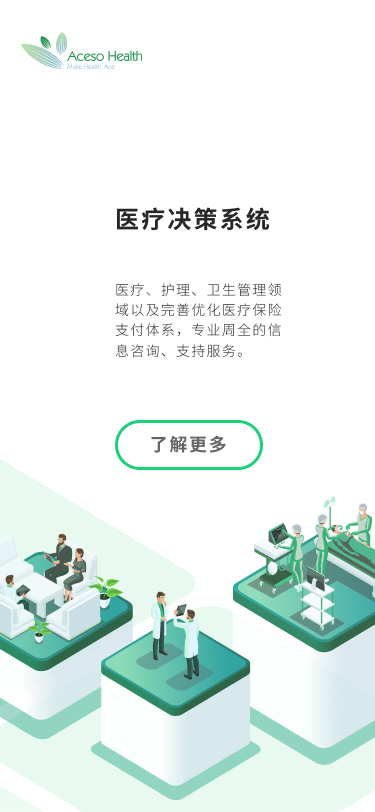 Aceso Health
Make Health Ace
医疗决策系统
医疗、护理、卫生管理领
域以及完善优化医疗保险
支付体系，专业周全的信
息咨询、支持服务。
了解更多